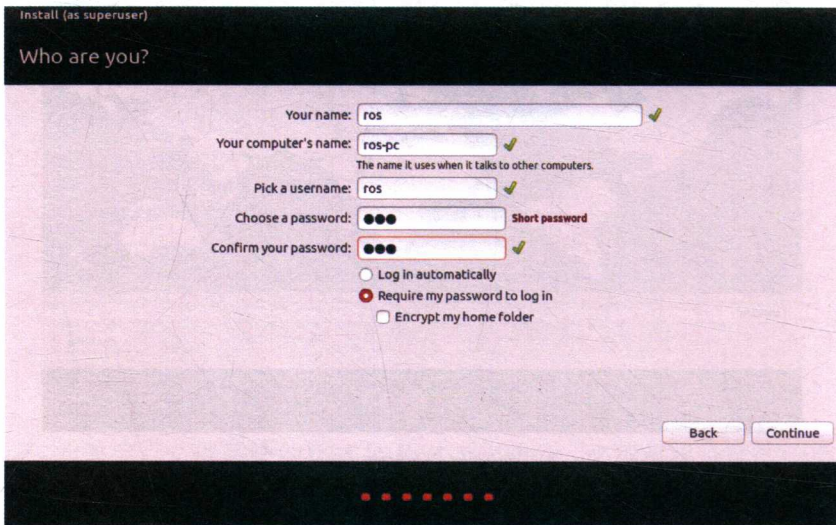 Install (as superuser)
Who are you?
Your name: ros
Your computer's name: ros-pc
The name it uses when it talks to other computers.
Pick a username: ros
Choose a password: ●●● Short password
Confirm your password: ●●●
Log in automatically
Require my password to log in
Encrypt my home folder
Back Continue